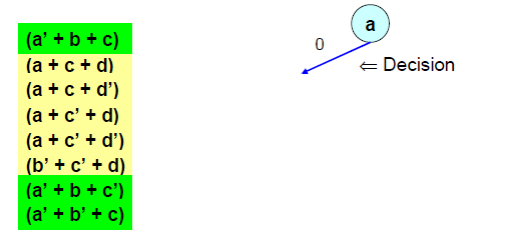 (a’ + b + c)
(a + c + d)
(a + c + d’)
(a + c’ + d)
(a + c’ + d’)
(b’ + c’ + d)
(a’ + b + c’)
(a’ + b’ + c)
a
0
⇐ Decision